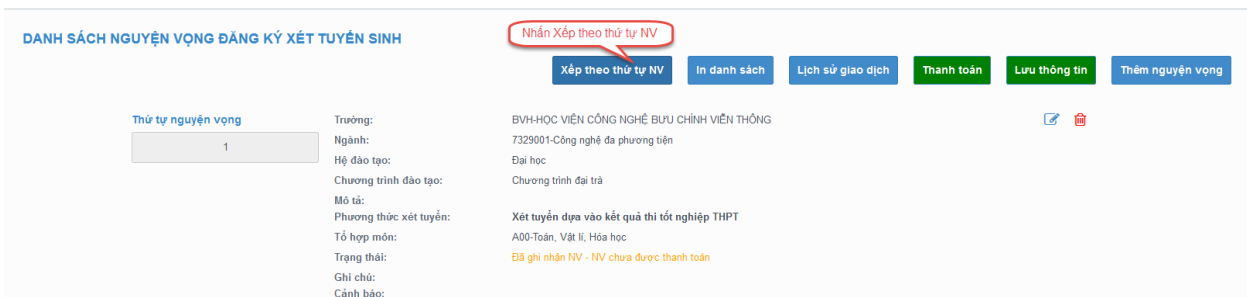 DANH SÁCH NGUYỆN VỌNG ĐĂNG KÝ XÉT TUYỂN SINH
Nhấn Xếp theo thứ tự NV
Xếp theo thứ tự NV In danh sách Lịch sử giao dịch Thanh toán Lưu thông tin Thêm nguyện vọng
Thứ tự nguyện vọng
1
Trường: BVH-HỌC VIỆN CÔNG NGHỆ BƯU CHÍNH VIỄN THÔNG
Ngành: 7329001-Công nghệ đa phương tiện
Hệ đào tạo: Đại học
Chương trình đào tạo: Chương trình đại trà
Mô tả:
Phương thức xét tuyển: Xét tuyển dựa vào kết quả thi tốt nghiệp THPT
Tổ hợp môn: A00-Toán, Vật lí, Hóa học
Trạng thái: Đã ghi nhận NV - NV chưa được thanh toán
Ghi chú:
Cảnh báo: